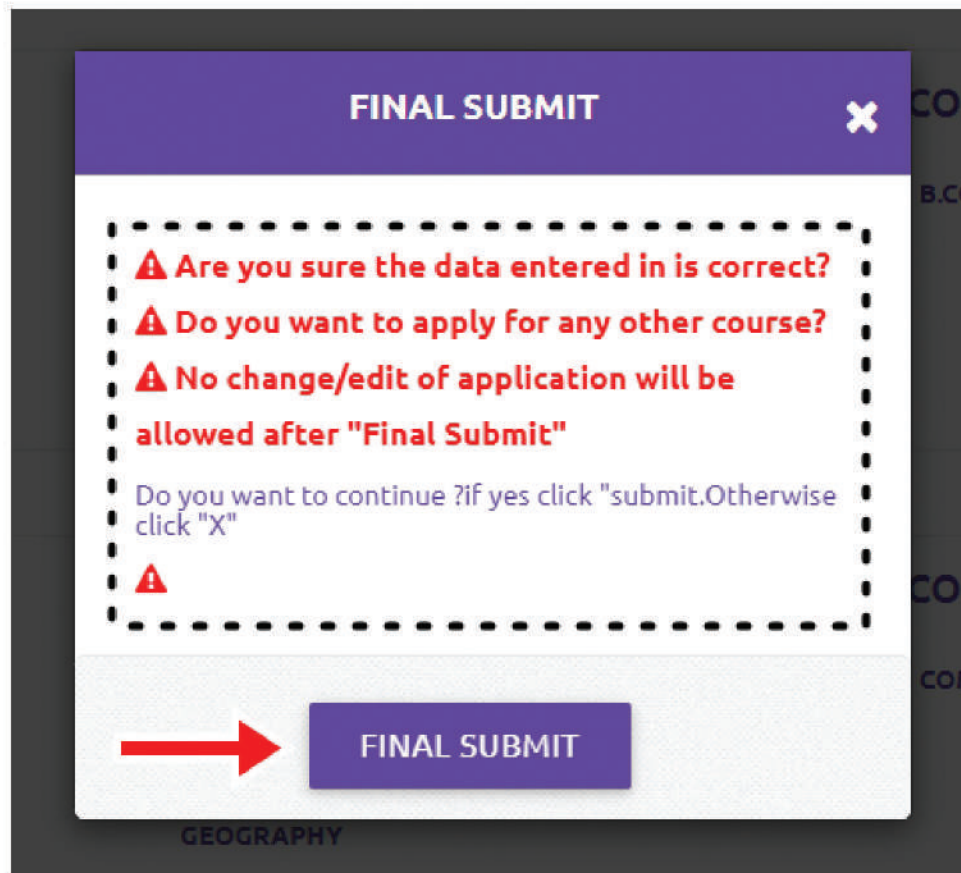 FINAL SUBMIT
CO
B.CO
Are you sure the data entered in is correct?
Do you want to apply for any other course?
No change/edit of application will be
allowed after "Final Submit"
Do you want to continue ?if yes click "submit.Otherwise
click "X"
CO
COM
FINAL SUBMIT
GEOGRAPHY